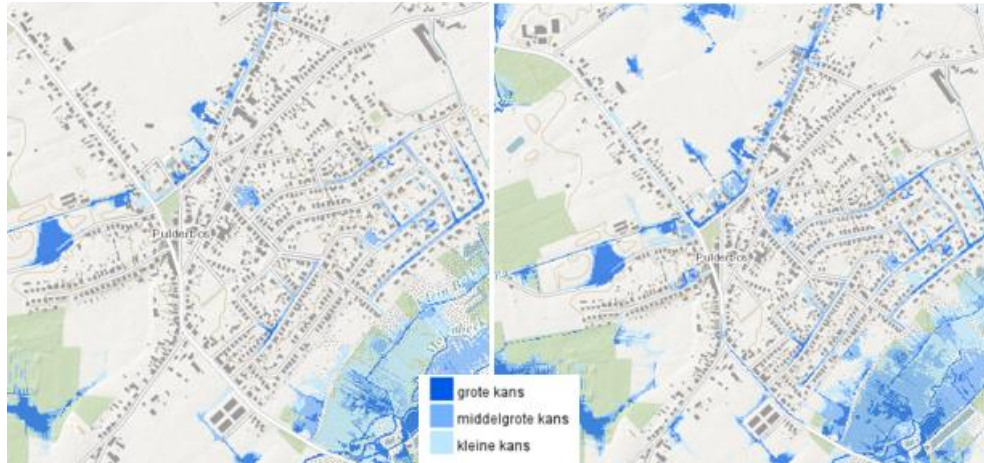 Pulderbos
Pulderbos
grote kans
middelgrote kans
kleine kans